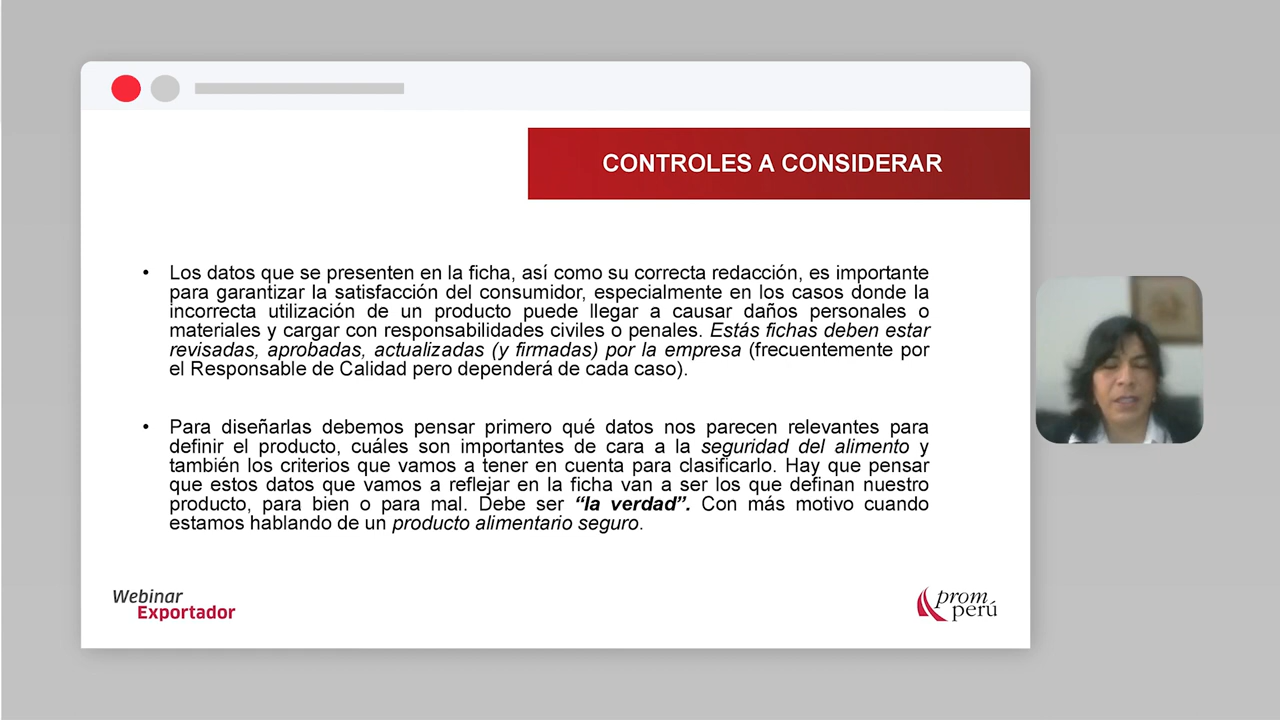 CONTROLES A CONSIDERAR
• Los datos que se presenten en la ficha, así como su correcta redacción, es importante
para garantizar la satisfacción del consumidor, especialmente en los casos donde la
incorrecta utilización de un producto puede llegar a causar daños personales o
materiales y cargar con responsabilidades civiles o penales. Estás fichas deben estar
revisadas, aprobadas, actualizadas (y firmadas) por la empresa (frecuentemente por
el Responsable de Calidad pero dependerá de cada caso).
• Para diseñarlas debemos pensar primero qué datos nos parecen relevantes para
definir el producto, cuáles son importantes de cara a la seguridad del alimento y
también los criterios que vamos a tener en cuenta para clasificarlo. Hay que pensar
que estos datos que vamos a reflejar en la ficha van a ser los que definan nuestro
producto, para bien o para mal. Debe ser “la verdad”. Con más motivo cuando
estamos hablando de un producto alimentario seguro.
Webinar
Exportador
prom
perú